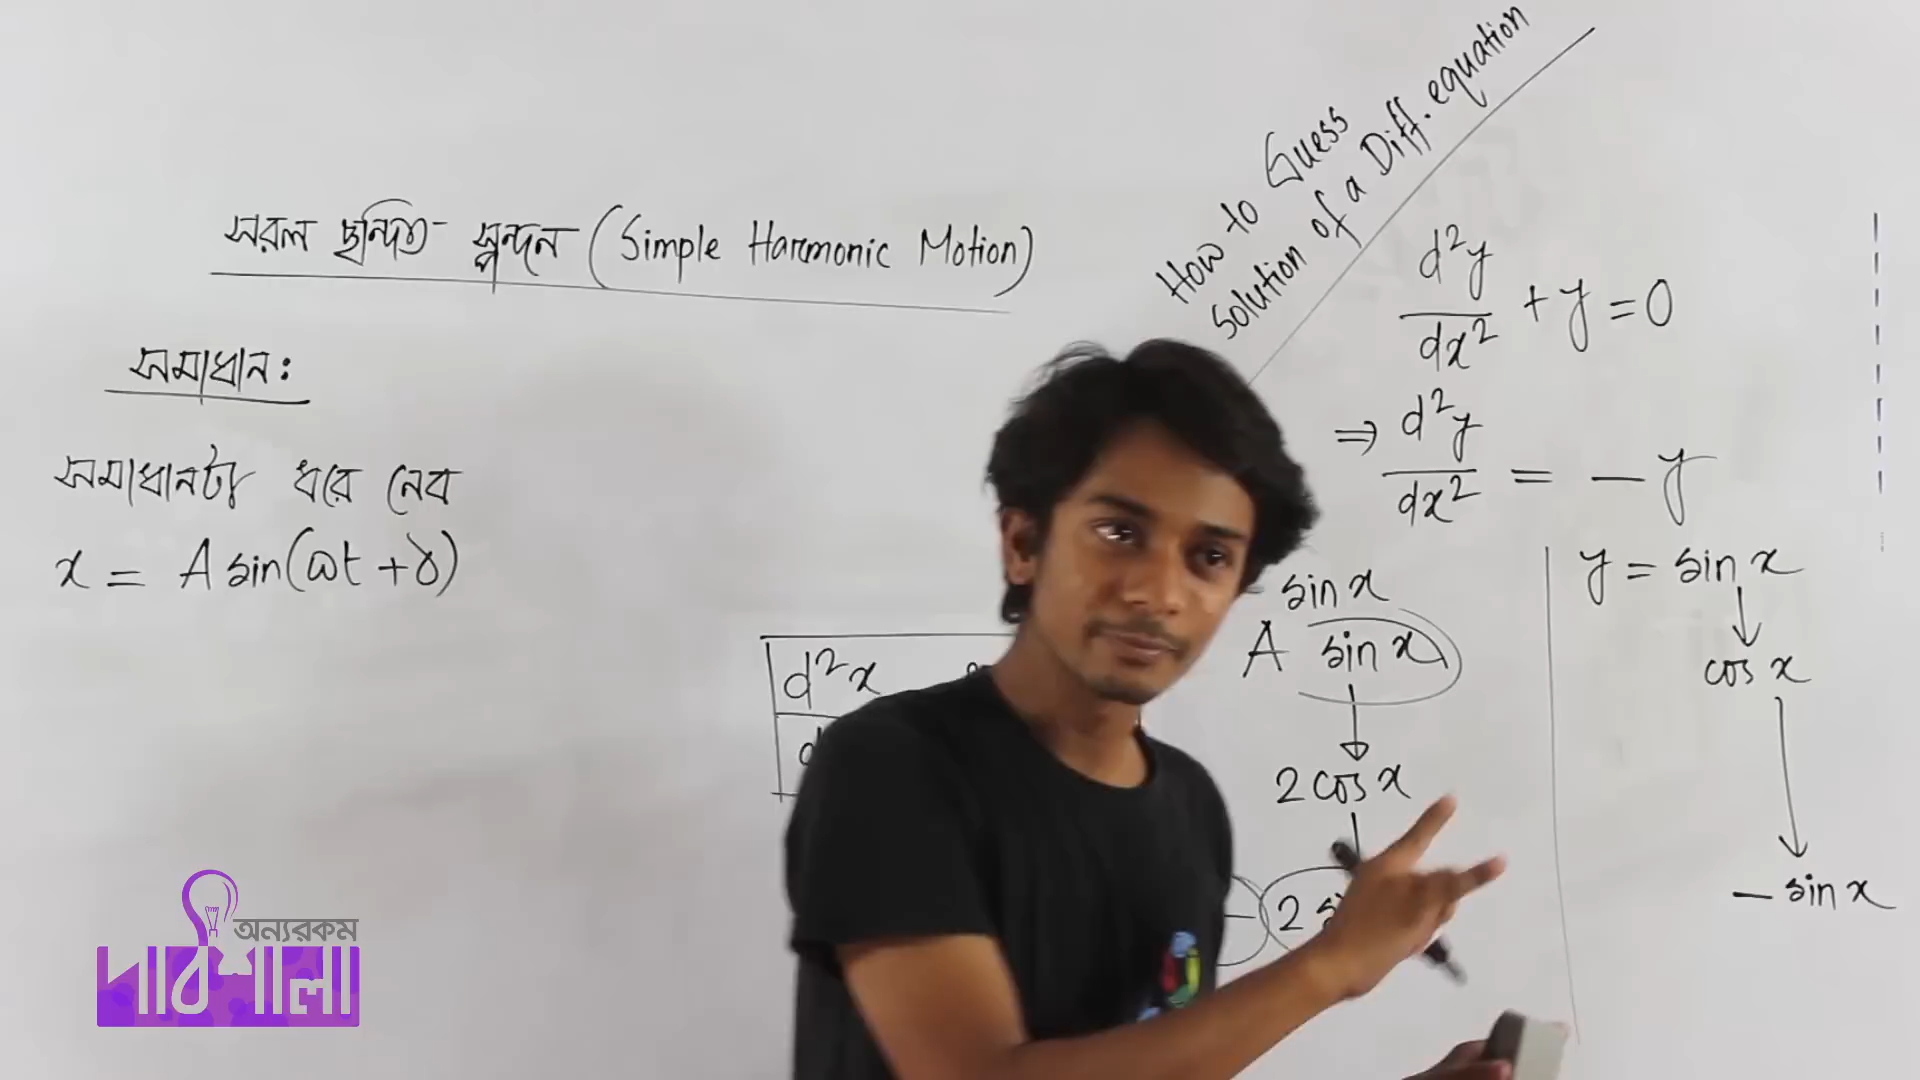 সরল ছন্দিত স্পন্দন (Simple Harmonic Motion)
সমাধান:
সমাধানটা ধরে নেব
x = A sin(ωt + δ)
d²x
d
How to Guess
Solution of a Diff. equation
d²y/dx² + y = 0
⇒ d²y/dx² = - y
sin x
A sin x
↓
2 cos x
↓
- 2
y = sin x
↓
cos x
↓
- sin x
অন্যরকম
পাঠশালা